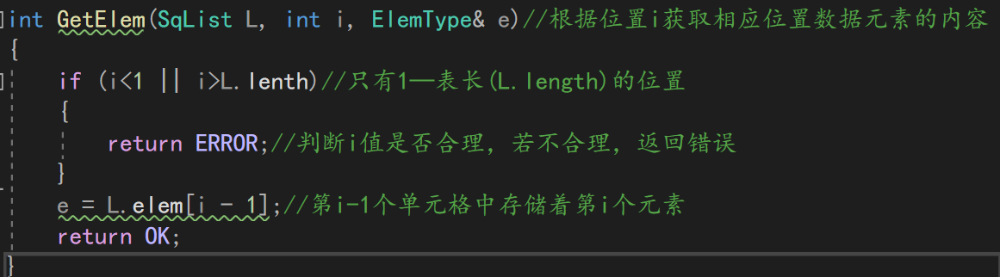 int GetElem(SqList L, int i, ElemType& e)//根据位置i获取相应位置数据元素的内容
{
if (i<1 || i>L.lenth)//只有1—表长(L.length)的位置
{
return ERROR;//判断i值是否合理，若不合理，返回错误
}
e = L.elem[i - 1];//第i-1个单元格中存储着第i个元素
return OK;
}